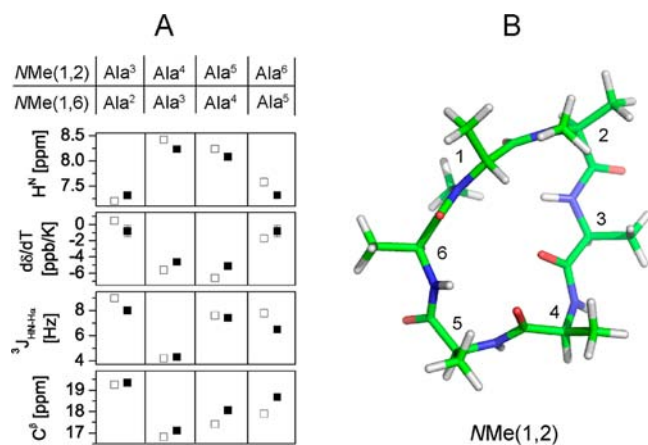 A
B
NMe(1,2) Ala³ Ala⁴ Ala⁵ Ala⁶
NMe(1,6) Ala² Ala³ Ala⁴ Ala⁵
8.5
8.0
7.5
Hᴺ [ppm]
0
-2
-4
-6
dδ/dT [ppb/K]
8
6
4
³J_HN-Hα [Hz]
19
18
17
Cᵝ [ppm]
1
2
3
4
5
6
NMe(1,2)